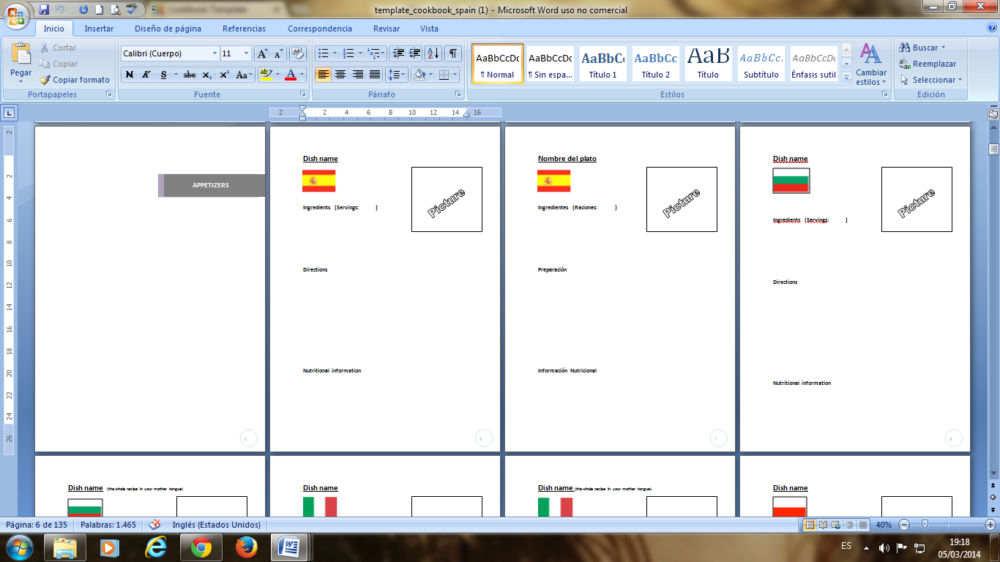 Cookbook Template
template_cookbook_spain (1) - Microsoft Word uso no comercial
Inicio Insertar Diseño de página Referencias Correspondencia Revisar Vista
Pegar
Cortar
Copiar
Copiar formato
Portapapeles
Calibri (Cuerpo) 11
N K S abc x₂ x² Aa
Fuente
Párrafo
AaBbCcDc AaBbCcDc AaBbCc AaBbCc AaB AaBbCc. AaBbCcDc
¶ Normal ¶ Sin espa... Título 1 Título 2 Título Subtítulo Énfasis sutil
Cambiar estilos
Estilos
Buscar
Reemplazar
Seleccionar
Edición
2 2 4 6 8 10 12 14 16
2
2
4
6
8
10
12
14
16
18
20
22
24
26
APPETIZERS
5
Dish name
Picture
Ingredients (Servings: )
Directions
Nutritional information
6
Nombre del plato
Picture
Ingredientes (Raciones: )
Preparación
Información Nutricional
7
Dish name
Picture
Ingredients (Servings: )
Directions
Nutritional information
8
Dish name (the whole recipe in your mother tongue)
Dish name
Dish name (the whole recipe in your mother tongue)
Dish name
Página: 6 de 135 Palabras: 1.465 Inglés (Estados Unidos) 40%
ES
19:18
05/03/2014